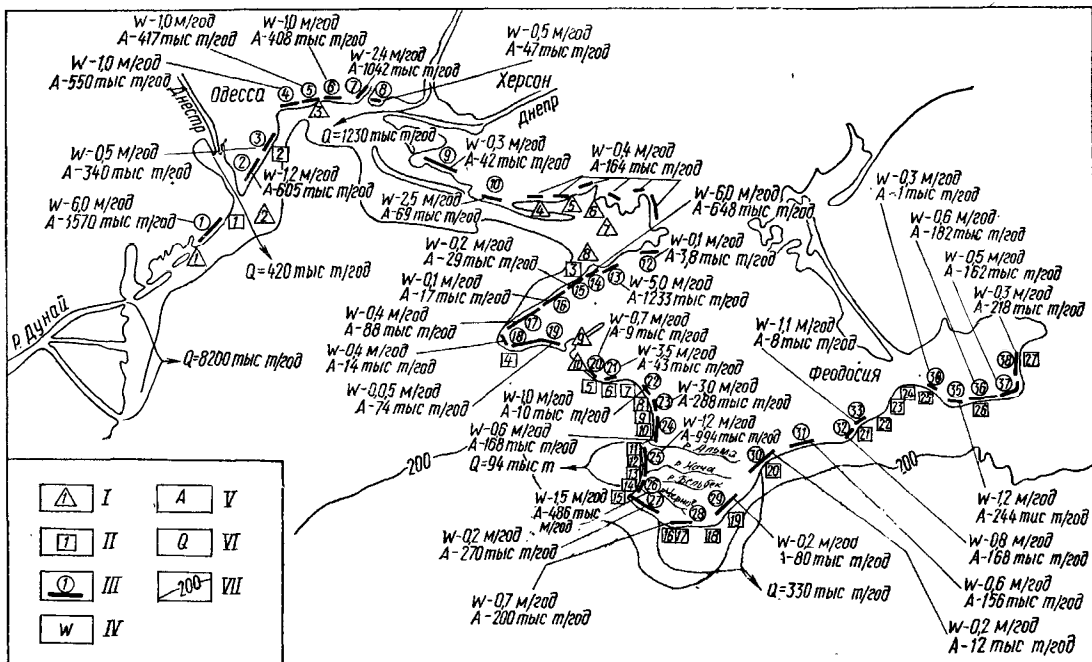 W-1,0 м/год
А-417 тыс т/год
W-1,0 м/год
А-408 тыс т/год
W-0,5 м/год
А-47 тыс т/год
W-2,4 м/год
А-1042 тыс т/год
W-1,0 м/год
А-550 тыс т/год
Одесса
Херсон
Днестр
Днепр
Q=1230 тыс т/год
W-0,5 м/год
А-340 тыс т/год
W-1,2 м/год
А-605 тыс т/год
W-0,3 м/год
А-42 тыс т/год
W-0,4 м/год
А-164 тыс т/год
W-2,5 м/год
А-69 тыс т/год
W-6,0 м/год
А-648 тыс т/год
W-6,0 м/год
А-3570 тыс т/год
Q=420 тыс т/год
W-0,2 м/год
А-29 тыс т/год
W-0,1 м/год
А-3,8 тыс т/год
W-0,1 м/год
А-17 тыс т/год
W-5,0 м/год
А-1233 тыс т/год
W-0,4 м/год
А-88 тыс т/год
W-0,7 м/год
А-9 тыс т/год
W-0,4 м/год
А-14 тыс т/год
W-3,5 м/год
А-43 тыс т/год
W-0,05 м/год
А-74 тыс т/год
р. Дунай
Q=8200 тыс т/год
W-0,3 м/год
А-1 тыс т/год
W-0,6 м/год
А-182 тыс т/год
W-0,5 м/год
А-162 тыс т/год
W-0,3 м/год
А-218 тыс т/год
W-1,1 м/год
А-8 тыс т/год
Феодосия
W-1,0 м/год
А-10 тыс т/год
W-3,0 м/год
А-288 тыс т/год
W-0,6 м/год
А-168 тыс т/год
W-1,2 м/год
А-994 тыс т/год
Q=94 тыс т
р. Альма
р. Кача
р. Бельбек
200
200
W-1,5 м/год
А-486 тыс
м/год
W-0,2 м/год
А-270 тыс т/год
W-0,7 м/год
А-200 тыс т/год
W-0,2 м/год
А-80 тыс т/год
Q=330 тыс т/год
W-1,2 м/год
А-244 тис т/год
W-0,8 м/год
А-168 тыс т/год
W-0,6 м/год
А-156 тыс т/год
W-0,2 м/год
А-12 тыс т/год
1 I
А V
1 II
Q VI
1 III
200 VII
W IV